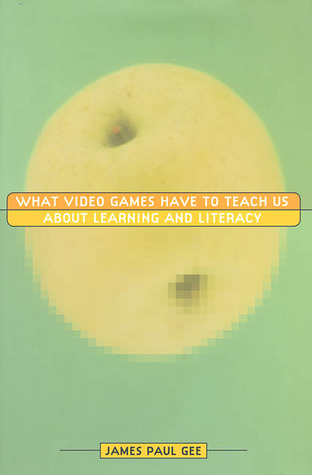 WHAT VIDEO GAMES HAVE TO TEACH US
ABOUT LEARNING AND LITERACY
JAMES PAUL GEE